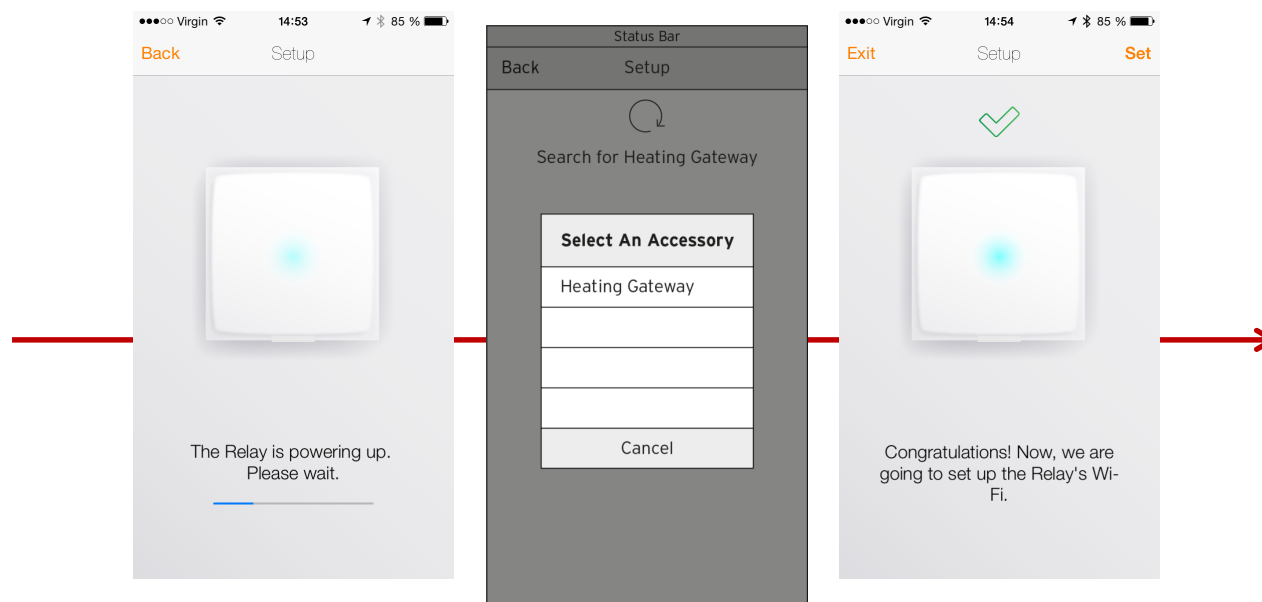 ●●●○○ Virgin 14:53 85 %
Back Setup
The Relay is powering up.
Please wait.
Status Bar
Back Setup
Search for Heating Gateway
Select An Accessory
Heating Gateway
Cancel
●●●○○ Virgin 14:54 85 %
Exit Setup Set
Congratulations! Now, we are
going to set up the Relay's Wi-
Fi.